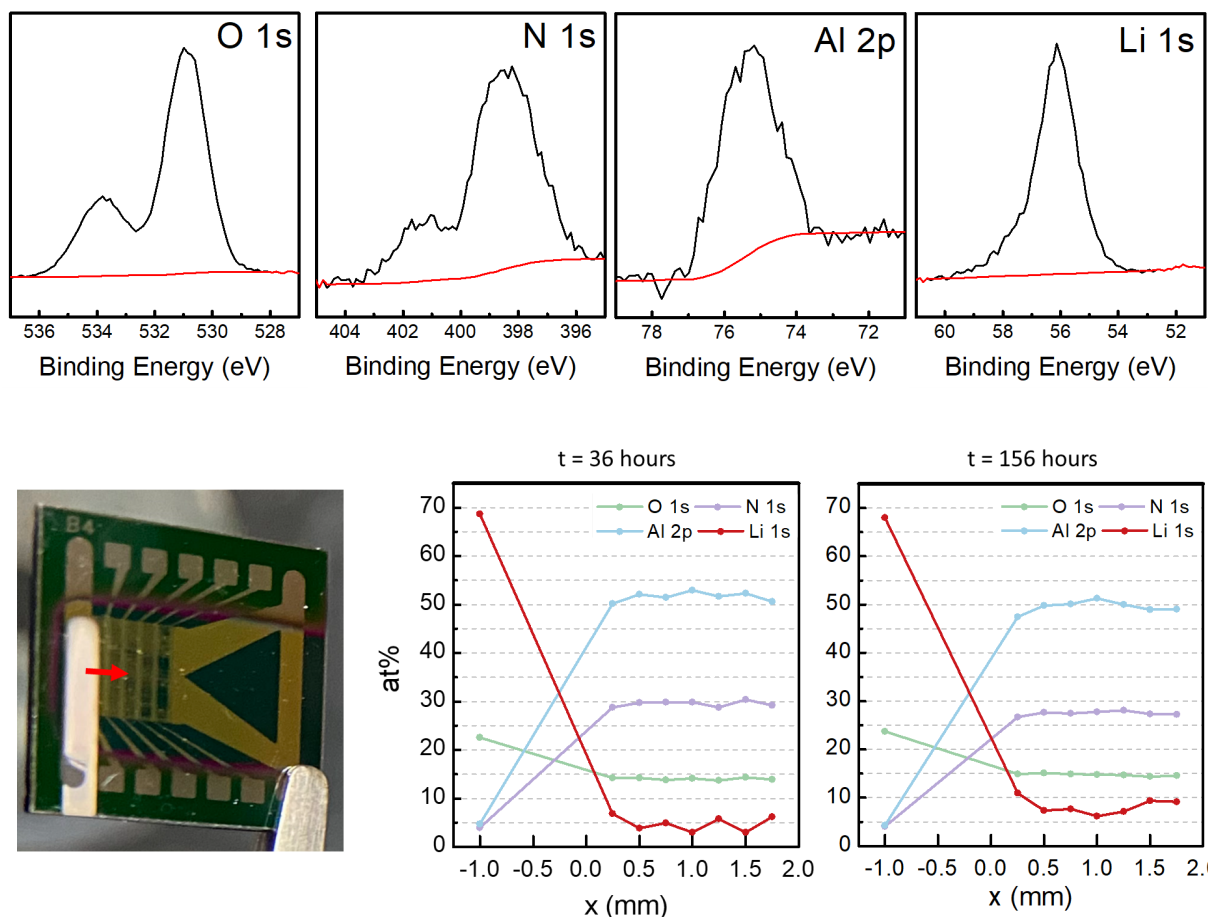 O 1s
N 1s
Al 2p
Li 1s
536 534 532 530 528
404 402 400 398 396
78 76 74 72
60 58 56 54 52
Binding Energy (eV)
Binding Energy (eV)
Binding Energy (eV)
Binding Energy (eV)
B4
t = 36 hours
at%
70
60
50
40
30
20
10
0
O 1s
N 1s
Al 2p
Li 1s
-1.0 -0.5 0.0 0.5 1.0 1.5 2.0
x (mm)
t = 156 hours
70
60
50
40
30
20
10
0
O 1s
N 1s
Al 2p
Li 1s
-1.0 -0.5 0.0 0.5 1.0 1.5 2.0
x (mm)